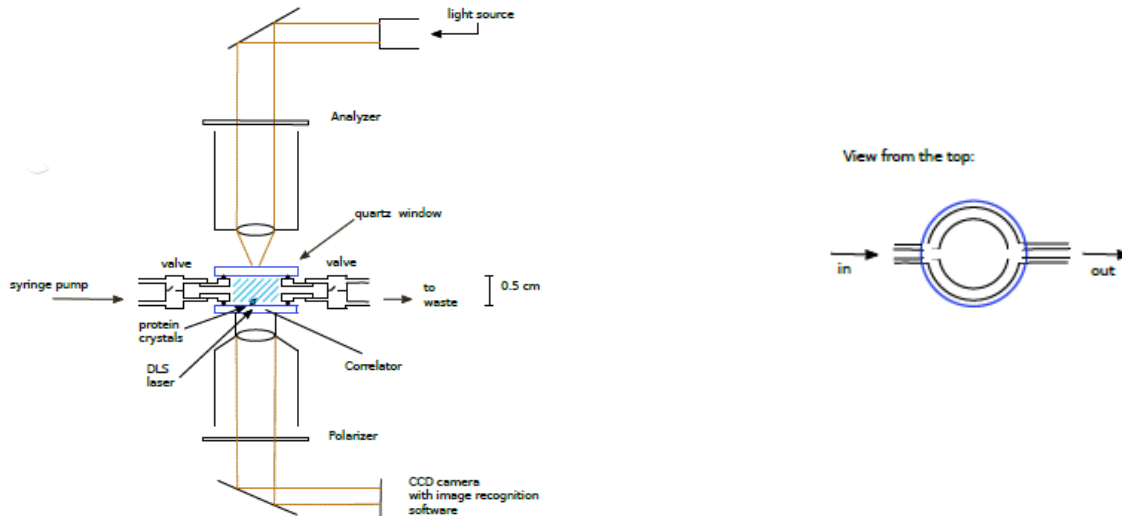 light source
Analyzer
View from the top:
quartz window
valve
valve
in
out
syringe pump
to
waste
0.5 cm
protein
crystals
DLS
laser
Correlator
Polarizer
CCD camera
with image recognition
software